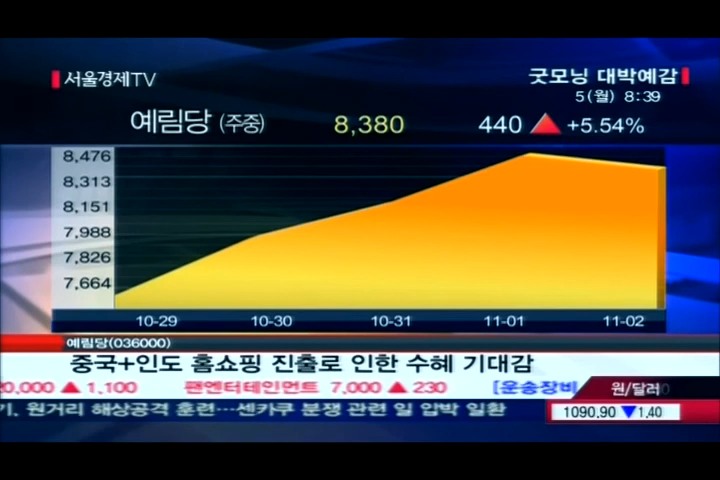 서울경제TV
굿모닝 대박예감
5(월) 8:39
예림당 (주중) 8,380 440 ▲ +5.54%
8,476
8,313
8,151
7,988
7,826
7,664
10-29 10-30 10-31 11-01 11-02
예림당(036000)
중국+인도 홈쇼핑 진출로 인한 수혜 기대감
0,000 ▲ 1,100 팬엔터테인먼트 7,000 ▲ 230 [운송장비
원/달러
기, 원거리 해상공격 훈련…센카쿠 분쟁 관련 일 압박 일환
1090.90 ▼1.40